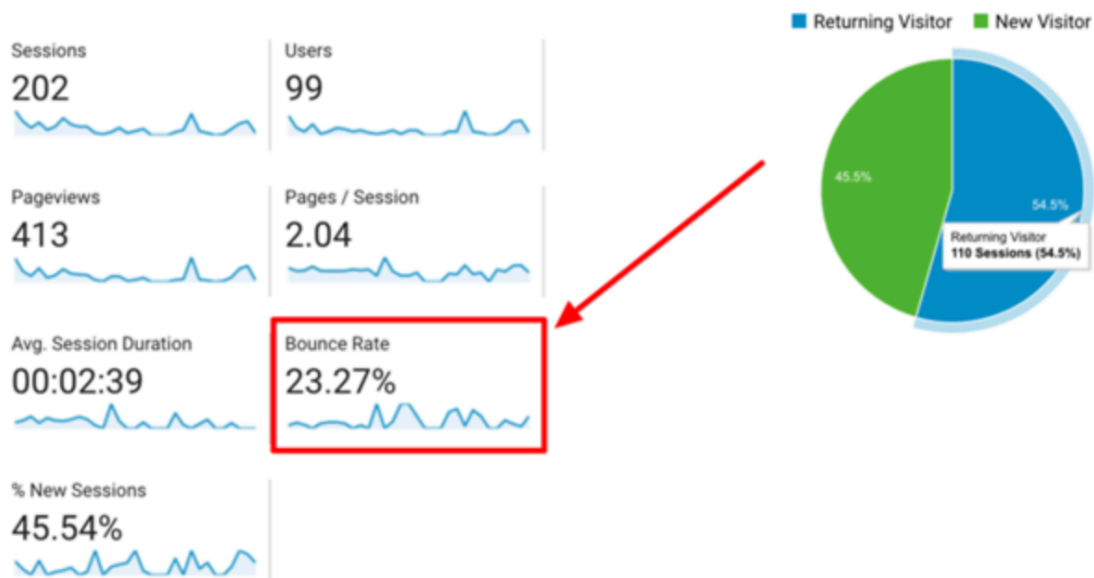 Returning Visitor
New Visitor
Sessions
202
Users
99
Pageviews
413
Pages / Session
2.04
45.5%
54.5%
Returning Visitor
110 Sessions (54.5%)
Avg. Session Duration
00:02:39
Bounce Rate
23.27%
% New Sessions
45.54%